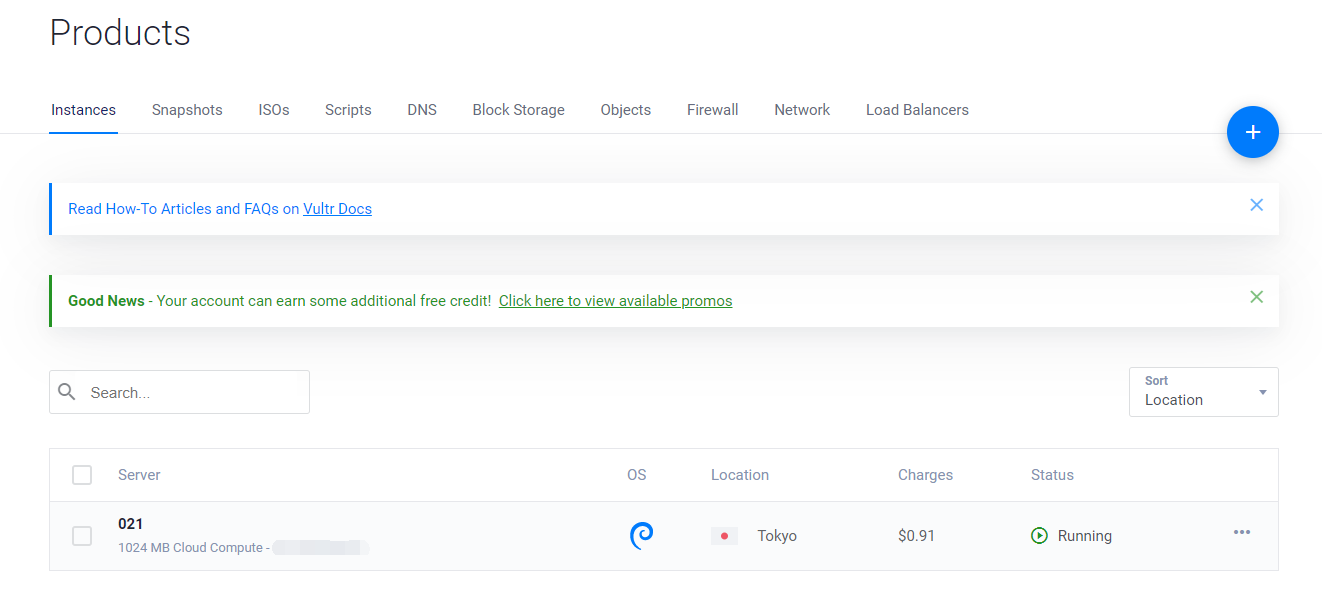 Products
Instances Snapshots ISOs Scripts DNS Block Storage Objects Firewall Network Load Balancers
Read How-To Articles and FAQs on Vultr Docs
Good News - Your account can earn some additional free credit! Click here to view available promos
Search...
Sort
Location
Server OS Location Charges Status
021
1024 MB Cloud Compute -
Tokyo $0.91 Running